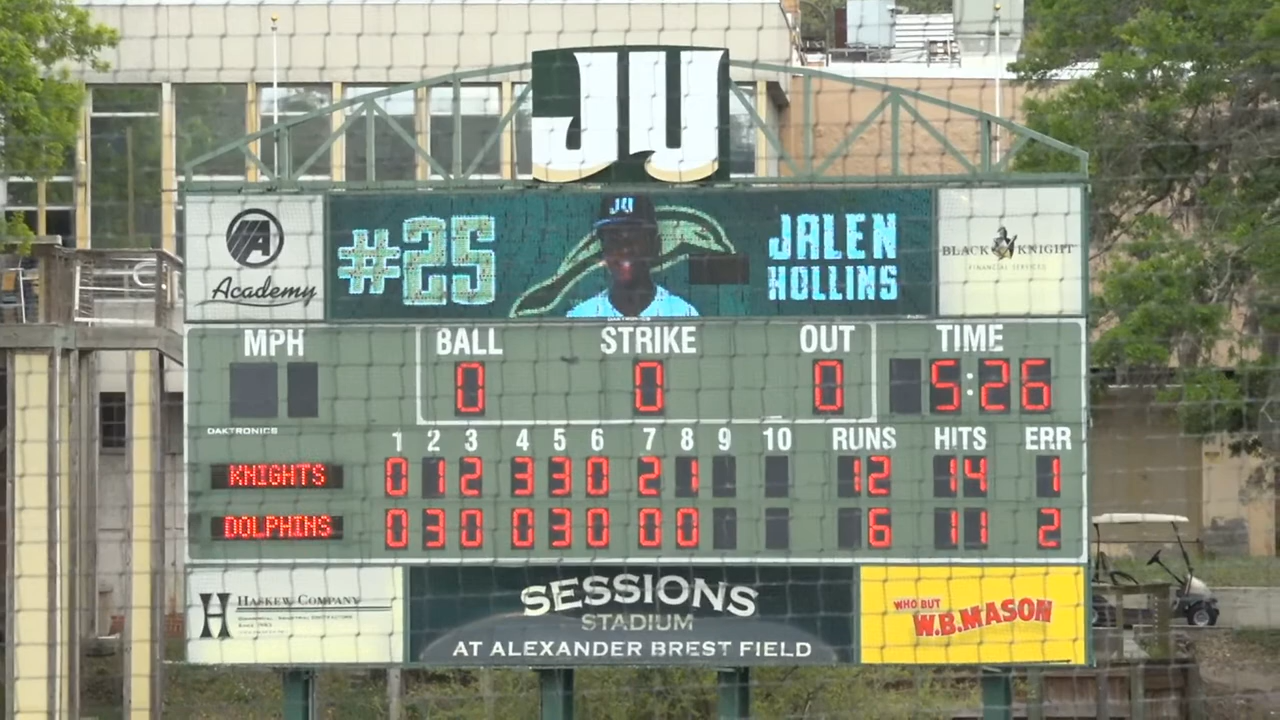 JU
JU
Academy
#25
JALEN
HOLLINS
BLACK KNIGHT
FINANCIAL SERVICES
DAKTRONICS
MPH BALL STRIKE OUT TIME
0 0 0 5:26
DAKTRONICS
1 2 3 4 5 6 7 8 9 10 RUNS HITS ERR
KNIGHTS 0 1 2 3 3 0 2 1 12 14 1
DOLPHINS 0 3 0 0 3 0 0 0 6 11 2
H HASKEW COMPANY
SESSIONS
STADIUM
AT ALEXANDER BREST FIELD
WHO BUT
W.B. MASON